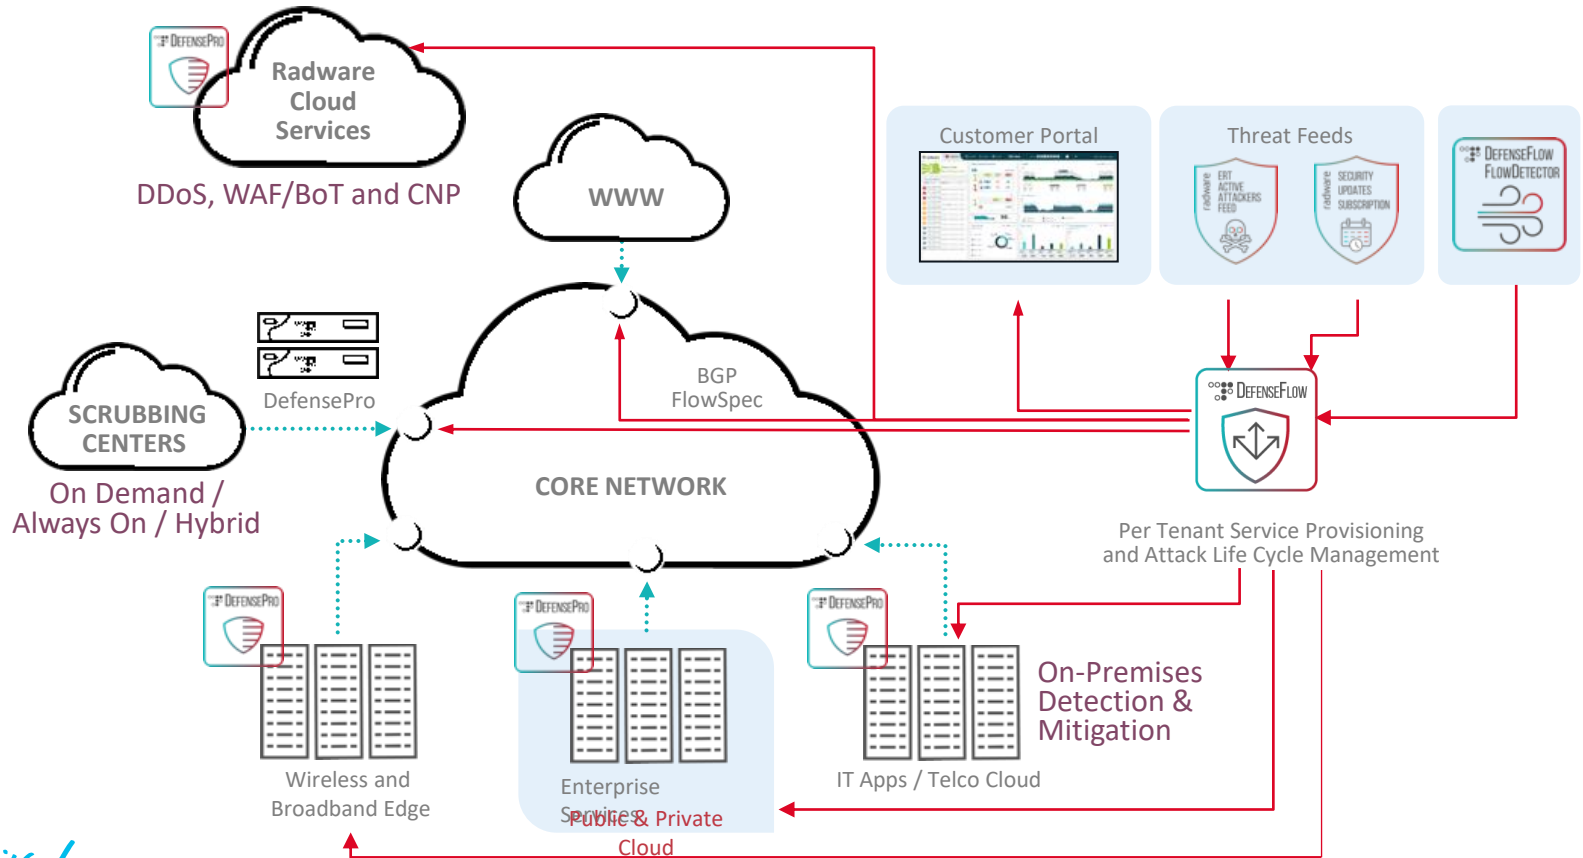 DEFENSEPRO
Radware
Cloud
Services
DDoS, WAF/BoT and CNP
WWW
Customer Portal
Threat Feeds
radware
ERT
ACTIVE
ATTACKERS
FEED
radware
SECURITY
UPDATES
SUBSCRIPTION
DEFENSEFLOW
FLOWDETECTOR
DefensePro
SCRUBBING
CENTERS
On Demand /
Always On / Hybrid
BGP
FlowSpec
CORE NETWORK
DEFENSEFLOW
Per Tenant Service Provisioning
and Attack Life Cycle Management
DEFENSEPRO
DEFENSEPRO
DEFENSEPRO
On-Premises
Detection &
Mitigation
Wireless and
Broadband Edge
Enterprise
Services
Public & Private
Cloud
IT Apps / Telco Cloud